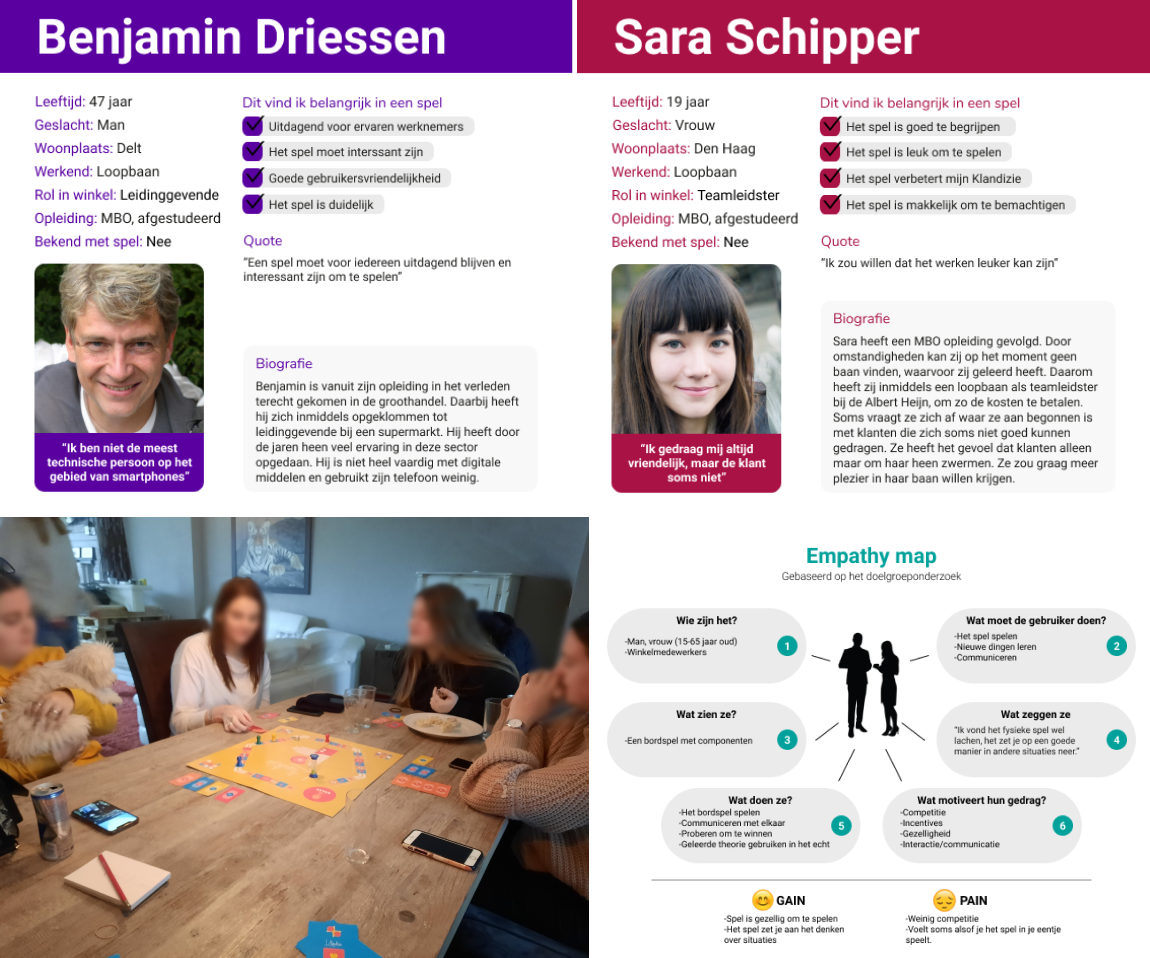 Benjamin Driessen
Leeftijd: 47 jaar
Geslacht: Man
Woonplaats: Delt
Werkend: Loopbaan
Rol in winkel: Leidinggevende
Opleiding: MBO, afgestudeerd
Bekend met spel: Nee
"Ik ben niet de meest
technische persoon op het
gebied van smartphones"
Dit vind ik belangrijk in een spel
Uitdagend voor ervaren werknemers
Het spel moet interssant zijn
Goede gebruikersvriendelijkheid
Het spel is duidelijk
Quote
"Een spel moet voor iedereen uitdagend blijven en
interessant zijn om te spelen"
Biografie
Benjamin is vanuit zijn opleiding in het verleden
terecht gekomen in de groothandel. Daarbij heeft
hij zich inmiddels opgeklommen tot
leidinggevende bij een supermarkt. Hij heeft door
de jaren heen veel ervaring in deze sector
opgedaan. Hij is niet heel vaardig met digitale
middelen en gebruikt zijn telefoon weinig.
Sara Schipper
Leeftijd: 19 jaar
Geslacht: Vrouw
Woonplaats: Den Haag
Werkend: Loopbaan
Rol in winkel: Teamleidster
Opleiding: MBO, afgestudeerd
Bekend met spel: Nee
"Ik gedraag mij altijd
vriendelijk, maar de klant
soms niet"
Dit vind ik belangrijk in een spel
Het spel is goed te begrijpen
Het spel is leuk om te spelen
Het spel verbetert mijn Klandizie
Het spel is makkelijk om te bemachtigen
Quote
"Ik zou willen dat het werken leuker kan zijn"
Biografie
Sara heeft een MBO opleiding gevolgd. Door
omstandigheden kan zij op het moment geen
baan vinden, waarvoor zij geleerd heeft. Daarom
heeft zij inmiddels een loopbaan als teamleidster
bij de Albert Heijn, om zo de kosten te betalen.
Soms vraagt ze zich af waar ze aan begonnen is
met klanten die zich soms niet goed kunnen
gedragen. Ze heeft het gevoel dat klanten alleen
maar om haar heen zwermen. Ze zou graag meer
plezier in haar baan willen krijgen.
Empathy map
Gebaseerd op het doelgroeponderzoek
Wie zijn het?
-Man, vrouw (15-65 jaar oud)
-Winkelmedewerkers
1
Wat moet de gebruiker doen?
-Het spel spelen
-Nieuwe dingen leren
-Communiceren
2
Wat zien ze?
-Een bordspel met componenten
3
Wat zeggen ze
"Ik vond het fysieke spel wel
lachen, het zet je op een goede
manier in andere situaties neer."
4
Wat doen ze?
-Het bordspel spelen
-Communiceren met elkaar
-Proberen om te winnen
-Geleerde theorie gebruiken in het echt
5
Wat motiveert hun gedrag?
-Competitie
-Incentives
-Gezelligheid
-Interactie/communicatie
6
GAIN
-Spel is gezellig om te spelen
-Het spel zet je aan het denken
over situaties
PAIN
-Weinig competitie
-Voelt soms alsof je het spel in je eentje
speelt.